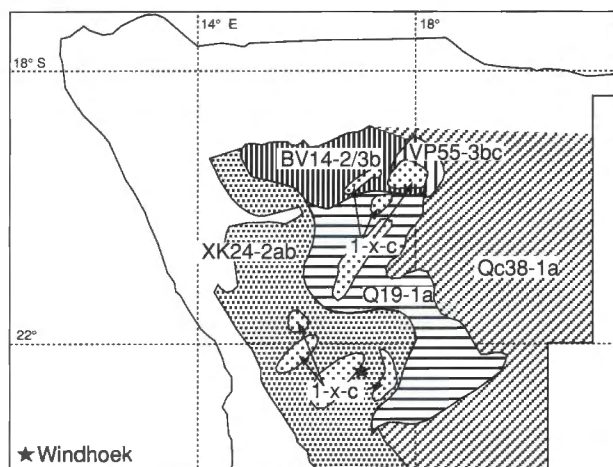 14° E
18°
18° S
BV14-2/3b
VP55-3bc
XK24-2ab
1-x-c
Qc38-1a
Q19-1a
22°
1-x-c
★ Windhoek